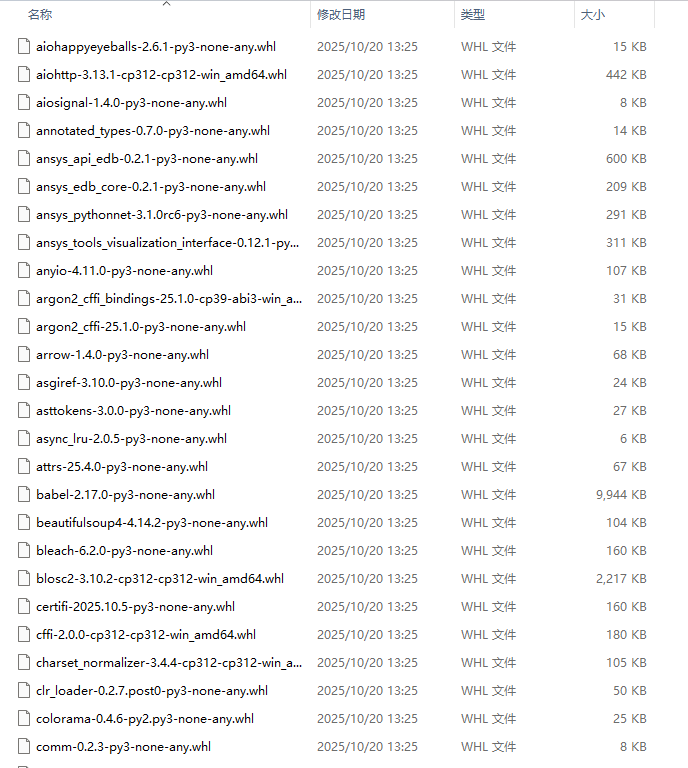 名称 修改日期 类型 大小
aiohappyeyeballs-2.6.1-py3-none-any.whl 2025/10/20 13:25 WHL 文件 15 KB
aiohttp-3.13.1-cp312-cp312-win_amd64.whl 2025/10/20 13:25 WHL 文件 442 KB
aiosignal-1.4.0-py3-none-any.whl 2025/10/20 13:25 WHL 文件 8 KB
annotated_types-0.7.0-py3-none-any.whl 2025/10/20 13:25 WHL 文件 14 KB
ansys_api_edb-0.2.1-py3-none-any.whl 2025/10/20 13:25 WHL 文件 600 KB
ansys_edb_core-0.2.1-py3-none-any.whl 2025/10/20 13:25 WHL 文件 209 KB
ansys_pythonnet-3.1.0rc6-py3-none-any.whl 2025/10/20 13:25 WHL 文件 291 KB
ansys_tools_visualization_interface-0.12.1-py... 2025/10/20 13:25 WHL 文件 311 KB
anyio-4.11.0-py3-none-any.whl 2025/10/20 13:25 WHL 文件 107 KB
argon2_cffi_bindings-25.1.0-cp39-abi3-win_a... 2025/10/20 13:25 WHL 文件 31 KB
argon2_cffi-25.1.0-py3-none-any.whl 2025/10/20 13:25 WHL 文件 15 KB
arrow-1.4.0-py3-none-any.whl 2025/10/20 13:25 WHL 文件 68 KB
asgiref-3.10.0-py3-none-any.whl 2025/10/20 13:25 WHL 文件 24 KB
asttokens-3.0.0-py3-none-any.whl 2025/10/20 13:25 WHL 文件 27 KB
async_lru-2.0.5-py3-none-any.whl 2025/10/20 13:25 WHL 文件 6 KB
attrs-25.4.0-py3-none-any.whl 2025/10/20 13:25 WHL 文件 67 KB
babel-2.17.0-py3-none-any.whl 2025/10/20 13:25 WHL 文件 9,944 KB
beautifulsoup4-4.14.2-py3-none-any.whl 2025/10/20 13:25 WHL 文件 104 KB
bleach-6.2.0-py3-none-any.whl 2025/10/20 13:25 WHL 文件 160 KB
blosc2-3.10.2-cp312-cp312-win_amd64.whl 2025/10/20 13:25 WHL 文件 2,217 KB
certifi-2025.10.5-py3-none-any.whl 2025/10/20 13:25 WHL 文件 160 KB
cffi-2.0.0-cp312-cp312-win_amd64.whl 2025/10/20 13:25 WHL 文件 180 KB
charset_normalizer-3.4.4-cp312-cp312-win_a... 2025/10/20 13:25 WHL 文件 105 KB
clr_loader-0.2.7.post0-py3-none-any.whl 2025/10/20 13:25 WHL 文件 50 KB
colorama-0.4.6-py2.py3-none-any.whl 2025/10/20 13:25 WHL 文件 25 KB
comm-0.2.3-py3-none-any.whl 2025/10/20 13:25 WHL 文件 8 KB